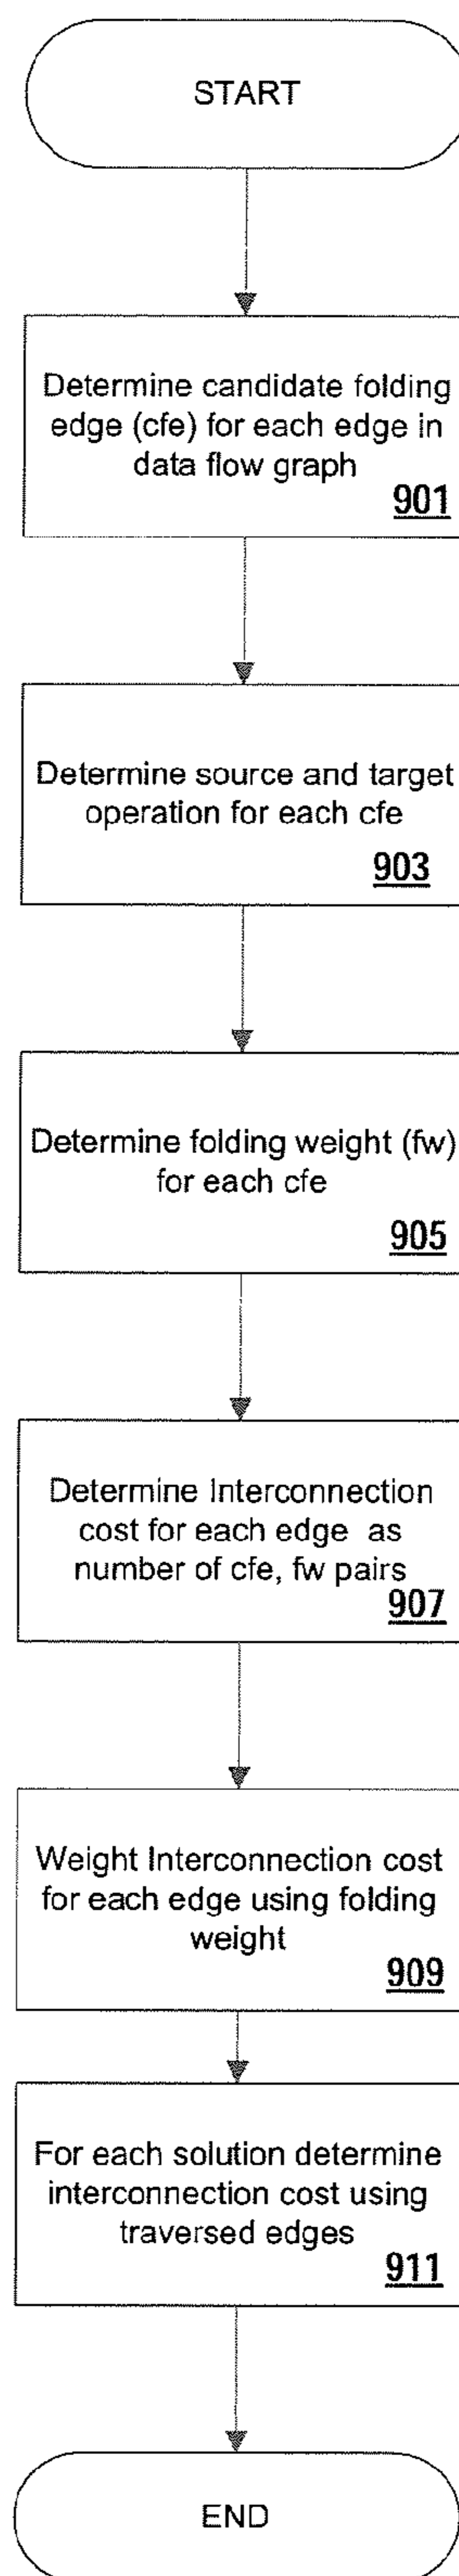 START
Determine candidate folding
edge (cfe) for each edge in
data flow graph
901
Determine source and target
operation for each cfe
903
Determine folding weight (fw)
for each cfe
905
Determine Interconnection
cost for each edge as
number of cfe, fw pairs
907
Weight Interconnection cost
for each edge using folding
weight
909
For each solution determine
interconnection cost using
traversed edges
911
END